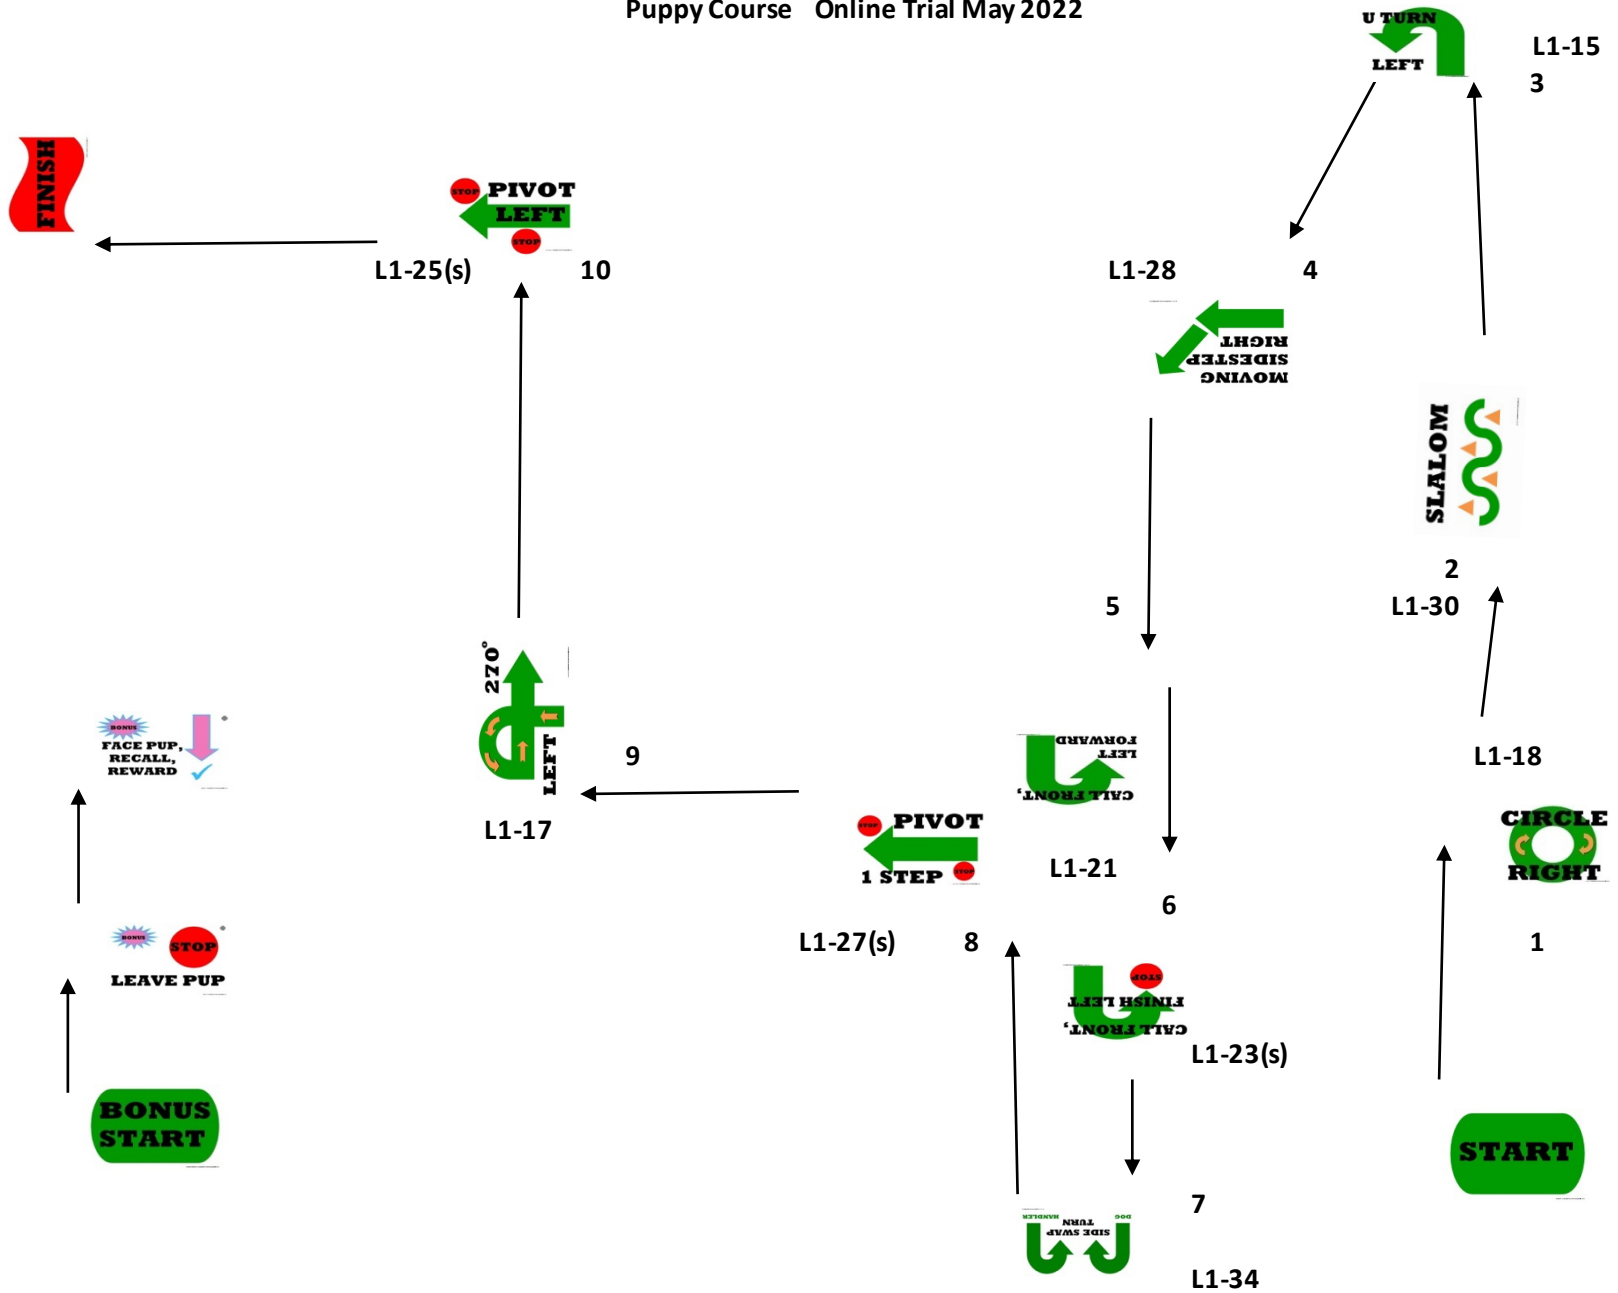 Puppy Course Online Trial May 2022
U TURN
LEFT
L1-15
3
FINISH
STOP
PIVOT
LEFT
STOP
L1-25(s)
10
L1-28
4
MOVING
SIDESTEP
RIGHT
SLALOM
2
L1-30
5
270°
LEFT
9
L1-17
BONUS
FACE PUP,
RECALL,
REWARD
CALL FRONT,
LEFT
FORWARD
L1-21
L1-18
CIRCLE
RIGHT
1
STOP
PIVOT
1 STEP
STOP
L1-27(s)
8
6
BONUS
STOP
LEAVE PUP
CALL FRONT,
FINISH LEFT
STOP
L1-23(s)
BONUS
START
START
7
SIDE SWAP
TURN
DOG
HANDLER
L1-34